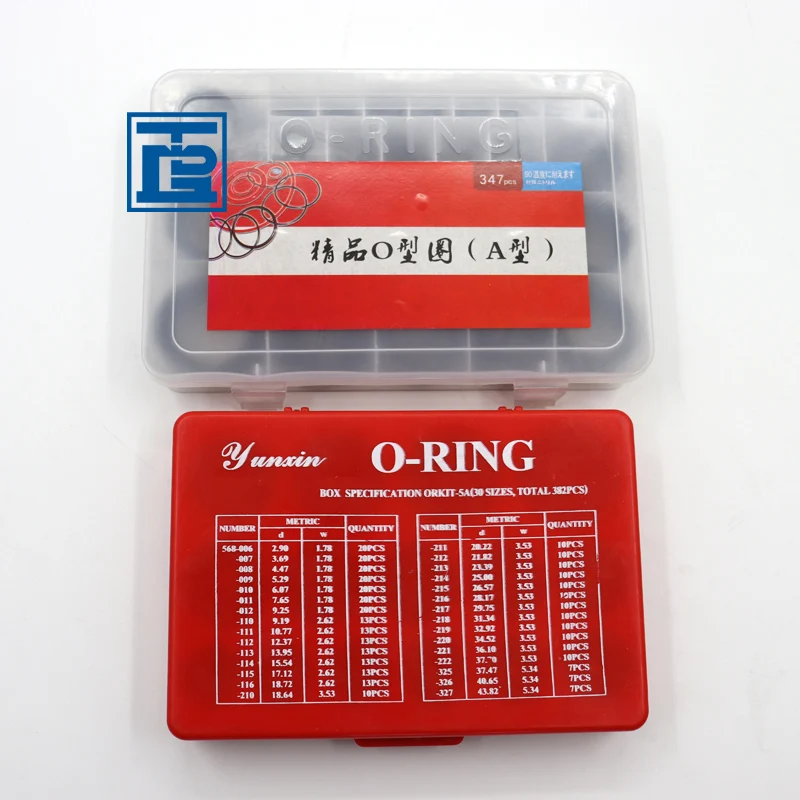 O-RING
347pcs
90温度に耐えます
精品O型圈(A型)
Yunxin O-RING
BOX SPECIFICATION ORKIT-5A(30 SIZES, TOTAL 382PCS)
NUMBER METRIC QUANTITY
d w
568-006 2.90 1.78 20PCS
-007 3.69 1.78 20PCS
-008 4.47 1.78 20PCS
-009 5.29 1.78 20PCS
-010 6.07 1.78 20PCS
-011 7.65 1.78 20PCS
-012 9.25 1.78 20PCS
-110 9.19 2.62 13PCS
-111 10.77 2.62 13PCS
-112 12.37 2.62 13PCS
-113 13.95 2.62 13PCS
-114 15.54 2.62 13PCS
-115 17.12 2.62 13PCS
-116 18.72 2.62 13PCS
-210 18.64 3.53 10PCS
NUMBER METRIC QUANTITY
d w
-211 20.22 3.53 10PCS
-212 21.82 3.53 10PCS
-213 23.39 3.53 10PCS
-214 25.00 3.53 10PCS
-215 26.57 3.53 10PCS
-216 28.17 3.53 10PCS
-217 29.75 3.53 10PCS
-218 31.34 3.53 10PCS
-219 32.92 3.53 10PCS
-220 34.52 3.53 10PCS
-221 36.10 3.53 10PCS
-222 3.53 10PCS
-325 37.47 5.34 7PCS
-326 40.65 5.34 7PCS
-327 43.82 5.34 7PCS